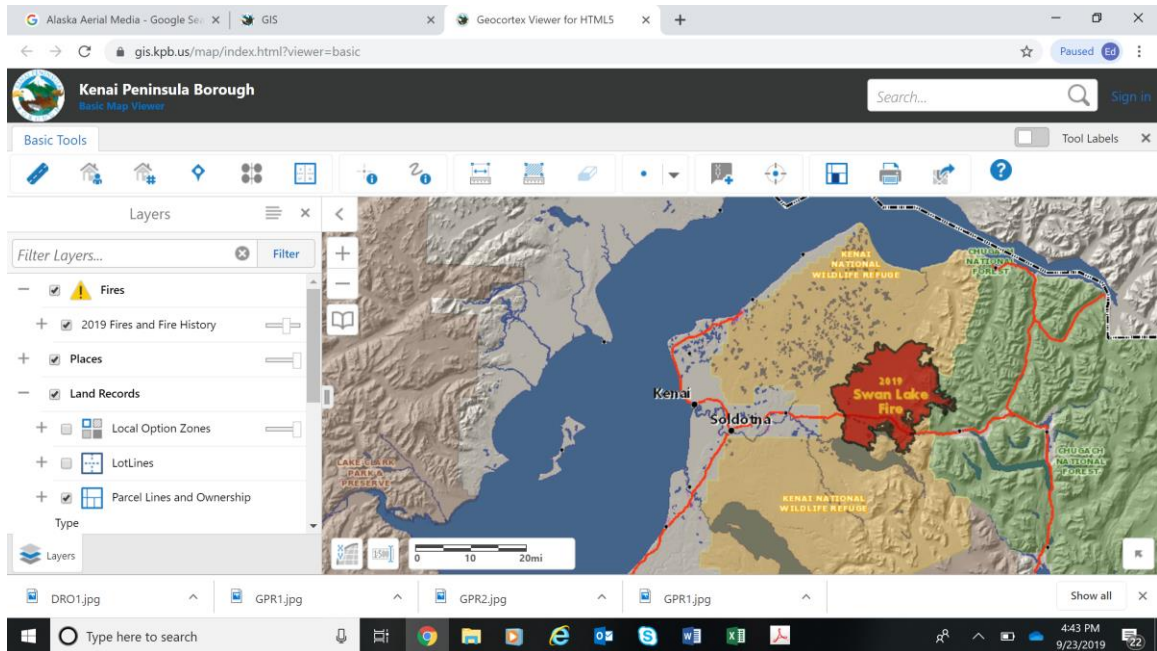 Alaska Aerial Media - Google Sea
GIS
Geocortex Viewer for HTML5
gis.kpb.us/map/index.html?viewer=basic
Paused
Ed
Kenai Peninsula Borough
Basic Map Viewer
Search...
Sign in
Basic Tools
Tool Labels
Layers
Filter Layers...
Filter
Fires
2019 Fires and Fire History
Places
Land Records
Local Option Zones
LotLines
Parcel Lines and Ownership
Type
Layers
KENAI
NATIONAL
WILDLIFE REFUGE
CHUGACH
NATIONAL
FOREST
2019
Swan Lake
Fire
Kenai
Soldotna
LAKE CLARK
PARK &
PRESERVE
CHUGACH
NATIONAL
FOREST
KENAI NATIONAL
WILDLIFE REFUGE
0 10 20mi
DRO1.jpg
GPR1.jpg
GPR2.jpg
GPR1.jpg
Show all
Type here to search
4:43 PM
9/23/2019
22